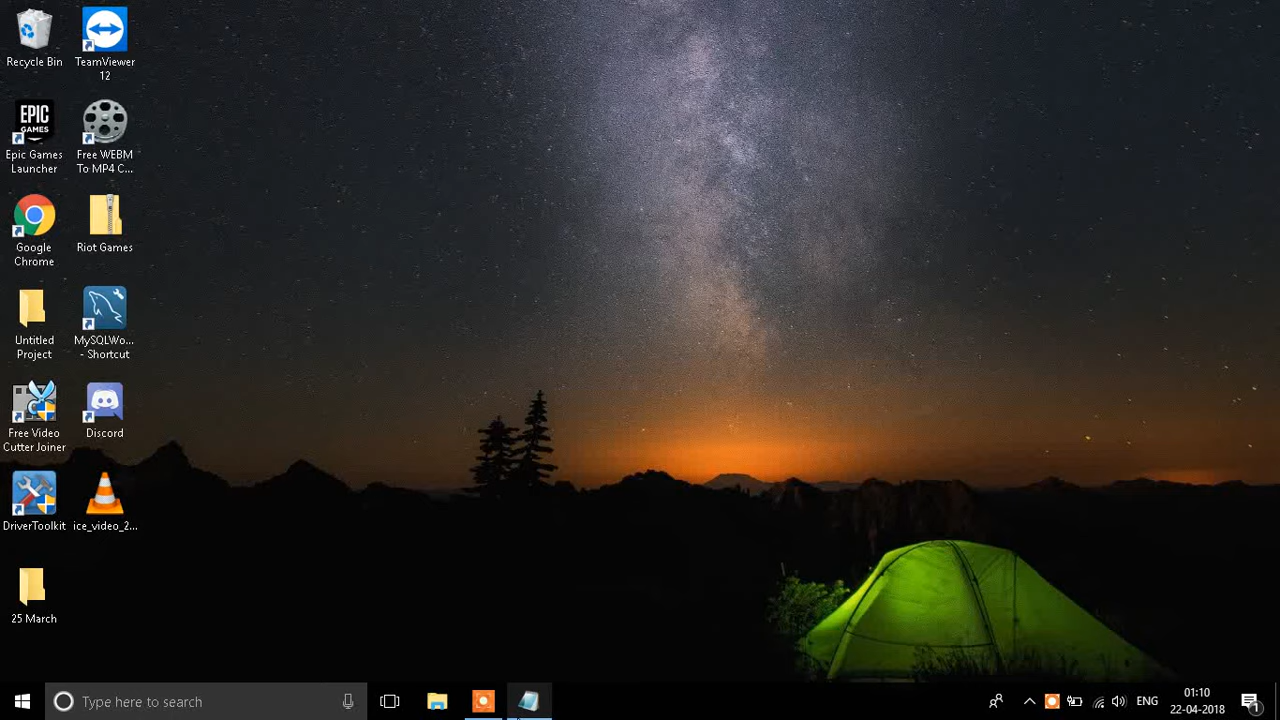 Recycle Bin
TeamViewer
12
EPIC
GAMES
Epic Games
Launcher
Free WEBM
To MP4 C...
Google
Chrome
Riot Games
Untitled
Project
MySQLWo...
- Shortcut
Free Video
Cutter Joiner
Discord
DriverToolkit
ice_video_2...
25 March
Type here to search
ENG
01:10
22-04-2018
1